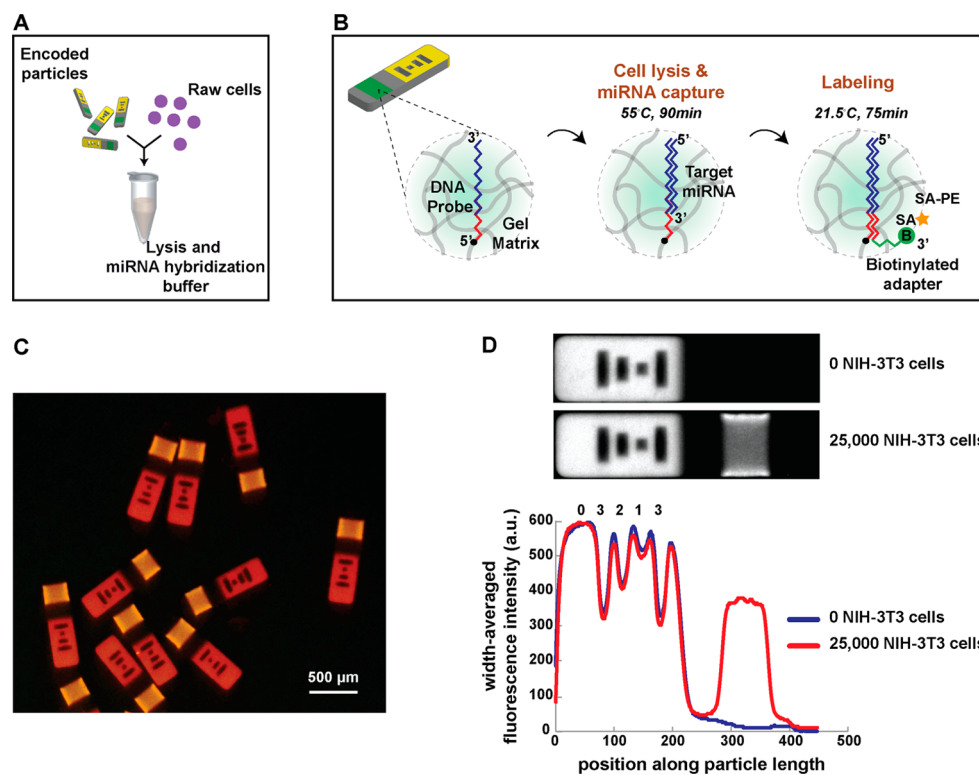 A
Encoded
particles
Raw cells
Lysis and
miRNA hybridization
buffer
B
Cell lysis &
miRNA capture
55°C, 90min
Labeling
21.5°C, 75min
3'
DNA
Probe
5'
Gel
Matrix
5'
Target
miRNA
3'
5'
SA-PE
SA
B
3'
Biotinylated
adapter
C
500 µm
D
0 NIH-3T3 cells
25,000 NIH-3T3 cells
0 3 2 1 3
600
500
400
300
200
100
0
width-averaged
fluorescence intensity (a.u.)
0 100 200 300 400 500
position along particle length
0 NIH-3T3 cells
25,000 NIH-3T3 cells